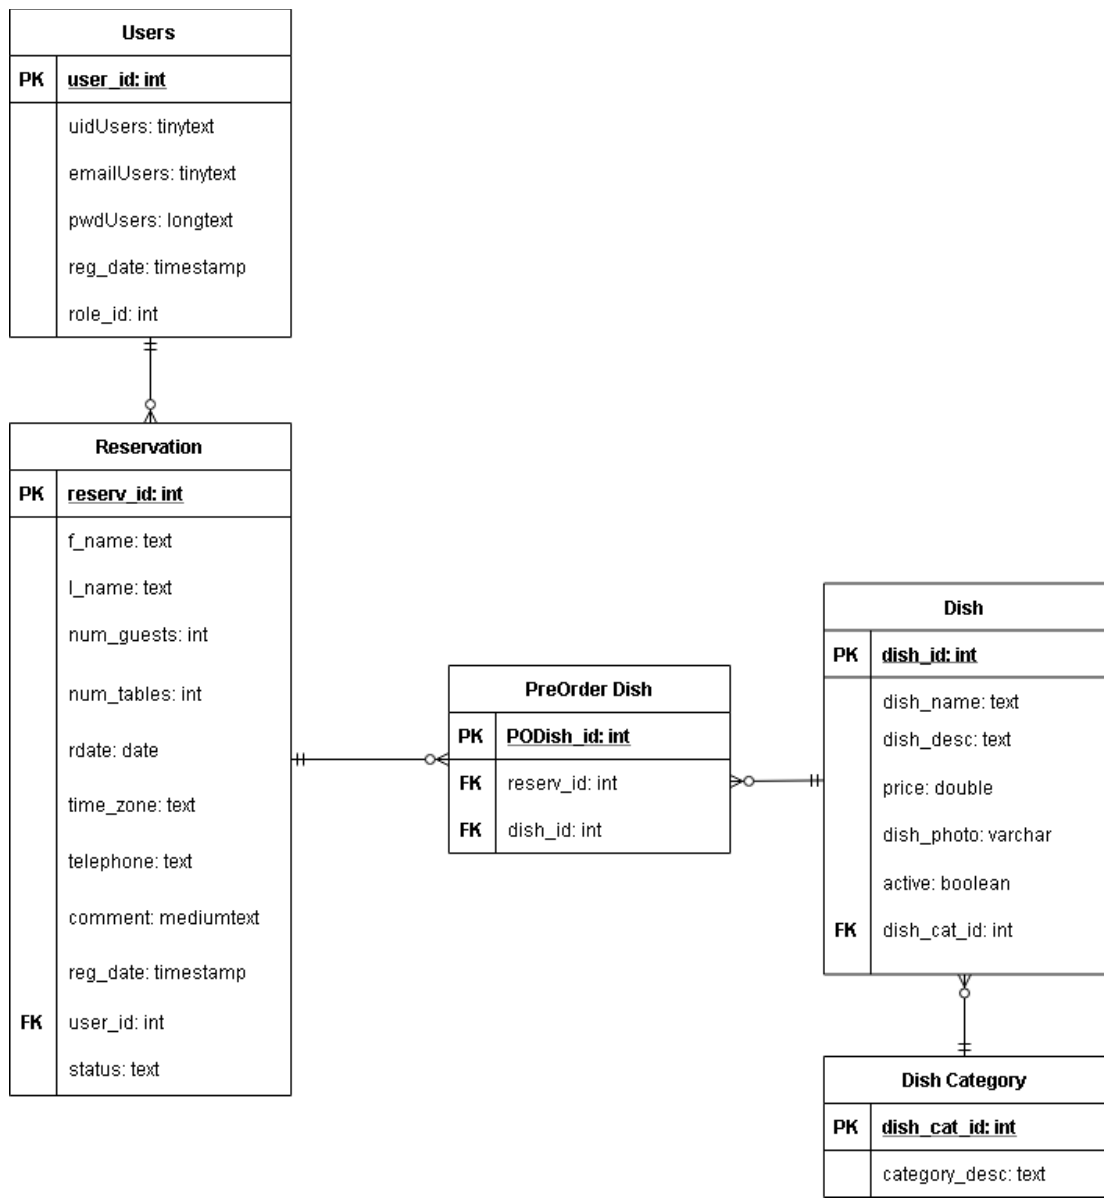 Users
PK user_id: int
uidUsers: tinytext
emailUsers: tinytext
pwdUsers: longtext
reg_date: timestamp
role_id: int
Reservation
PK reserv_id: int
f_name: text
l_name: text
num_guests: int
num_tables: int
rdate: date
time_zone: text
telephone: text
comment: mediumtext
reg_date: timestamp
FK user_id: int
status: text
PreOrder Dish
PK PODish_id: int
FK reserv_id: int
FK dish_id: int
Dish
PK dish_id: int
dish_name: text
dish_desc: text
price: double
dish_photo: varchar
active: boolean
FK dish_cat_id: int
Dish Category
PK dish_cat_id: int
category_desc: text